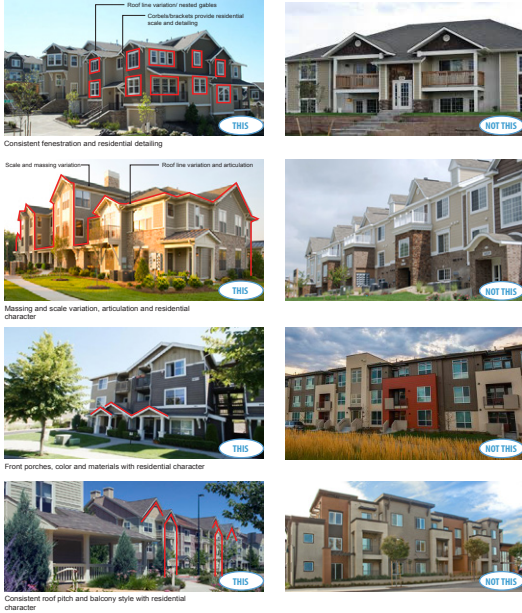 Roof line variation/ nested gables
Corbels/brackets provide residential
scale and detailing
THIS
NOT THIS
Consistent fenestration and residential detailing
Scale and massing variation
Roof line variation and articulation
THIS
NOT THIS
Massing and scale variation, articulation and residential
character
THIS
NOT THIS
Front porches, color and materials with residential character
THIS
NOT THIS
Consistent roof pitch and balcony style with residential
character